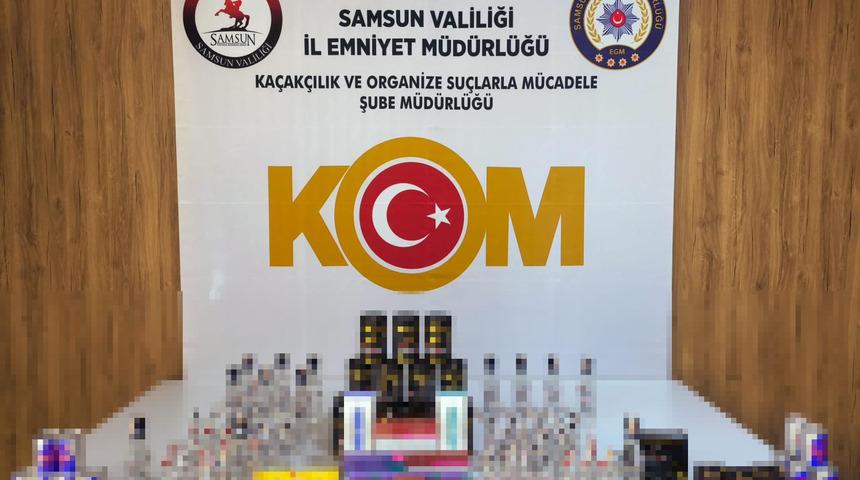 SAMSUN VALİLİĞİ
İL EMNİYET MÜDÜRLÜĞÜ
KAÇAKÇILIK VE ORGANİZE SUÇLARLA MÜCADELE
ŞUBE MÜDÜRLÜĞÜ
KOM
SAMSUN
SAMSUN VALİLİĞİ
EGM